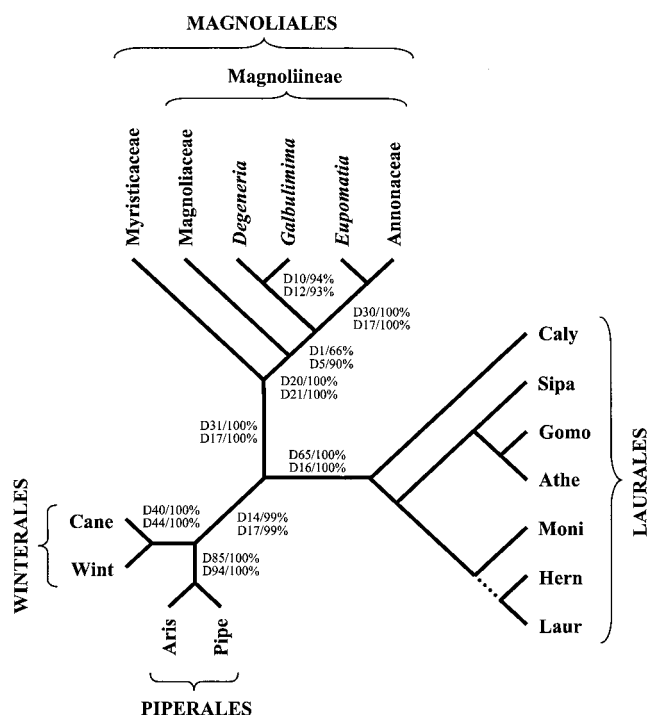 MAGNOLIALES
Magnoliineae
Myristicaceae
Magnoliaceae
Degeneria
Galbulimima
Eupomatia
Annonaceae
D10/94%
D12/93%
D30/100%
D17/100%
D1/66%
D5/90%
D20/100%
D21/100%
D31/100%
D17/100%
D65/100%
D16/100%
Caly
Sipa
Gomo
Athe
Moni
Hern
Laur
LAURALES
WINTERALES
Cane
Wint
D40/100%
D44/100%
D14/99%
D17/99%
D85/100%
D94/100%
Aris
Pipe
PIPERALES